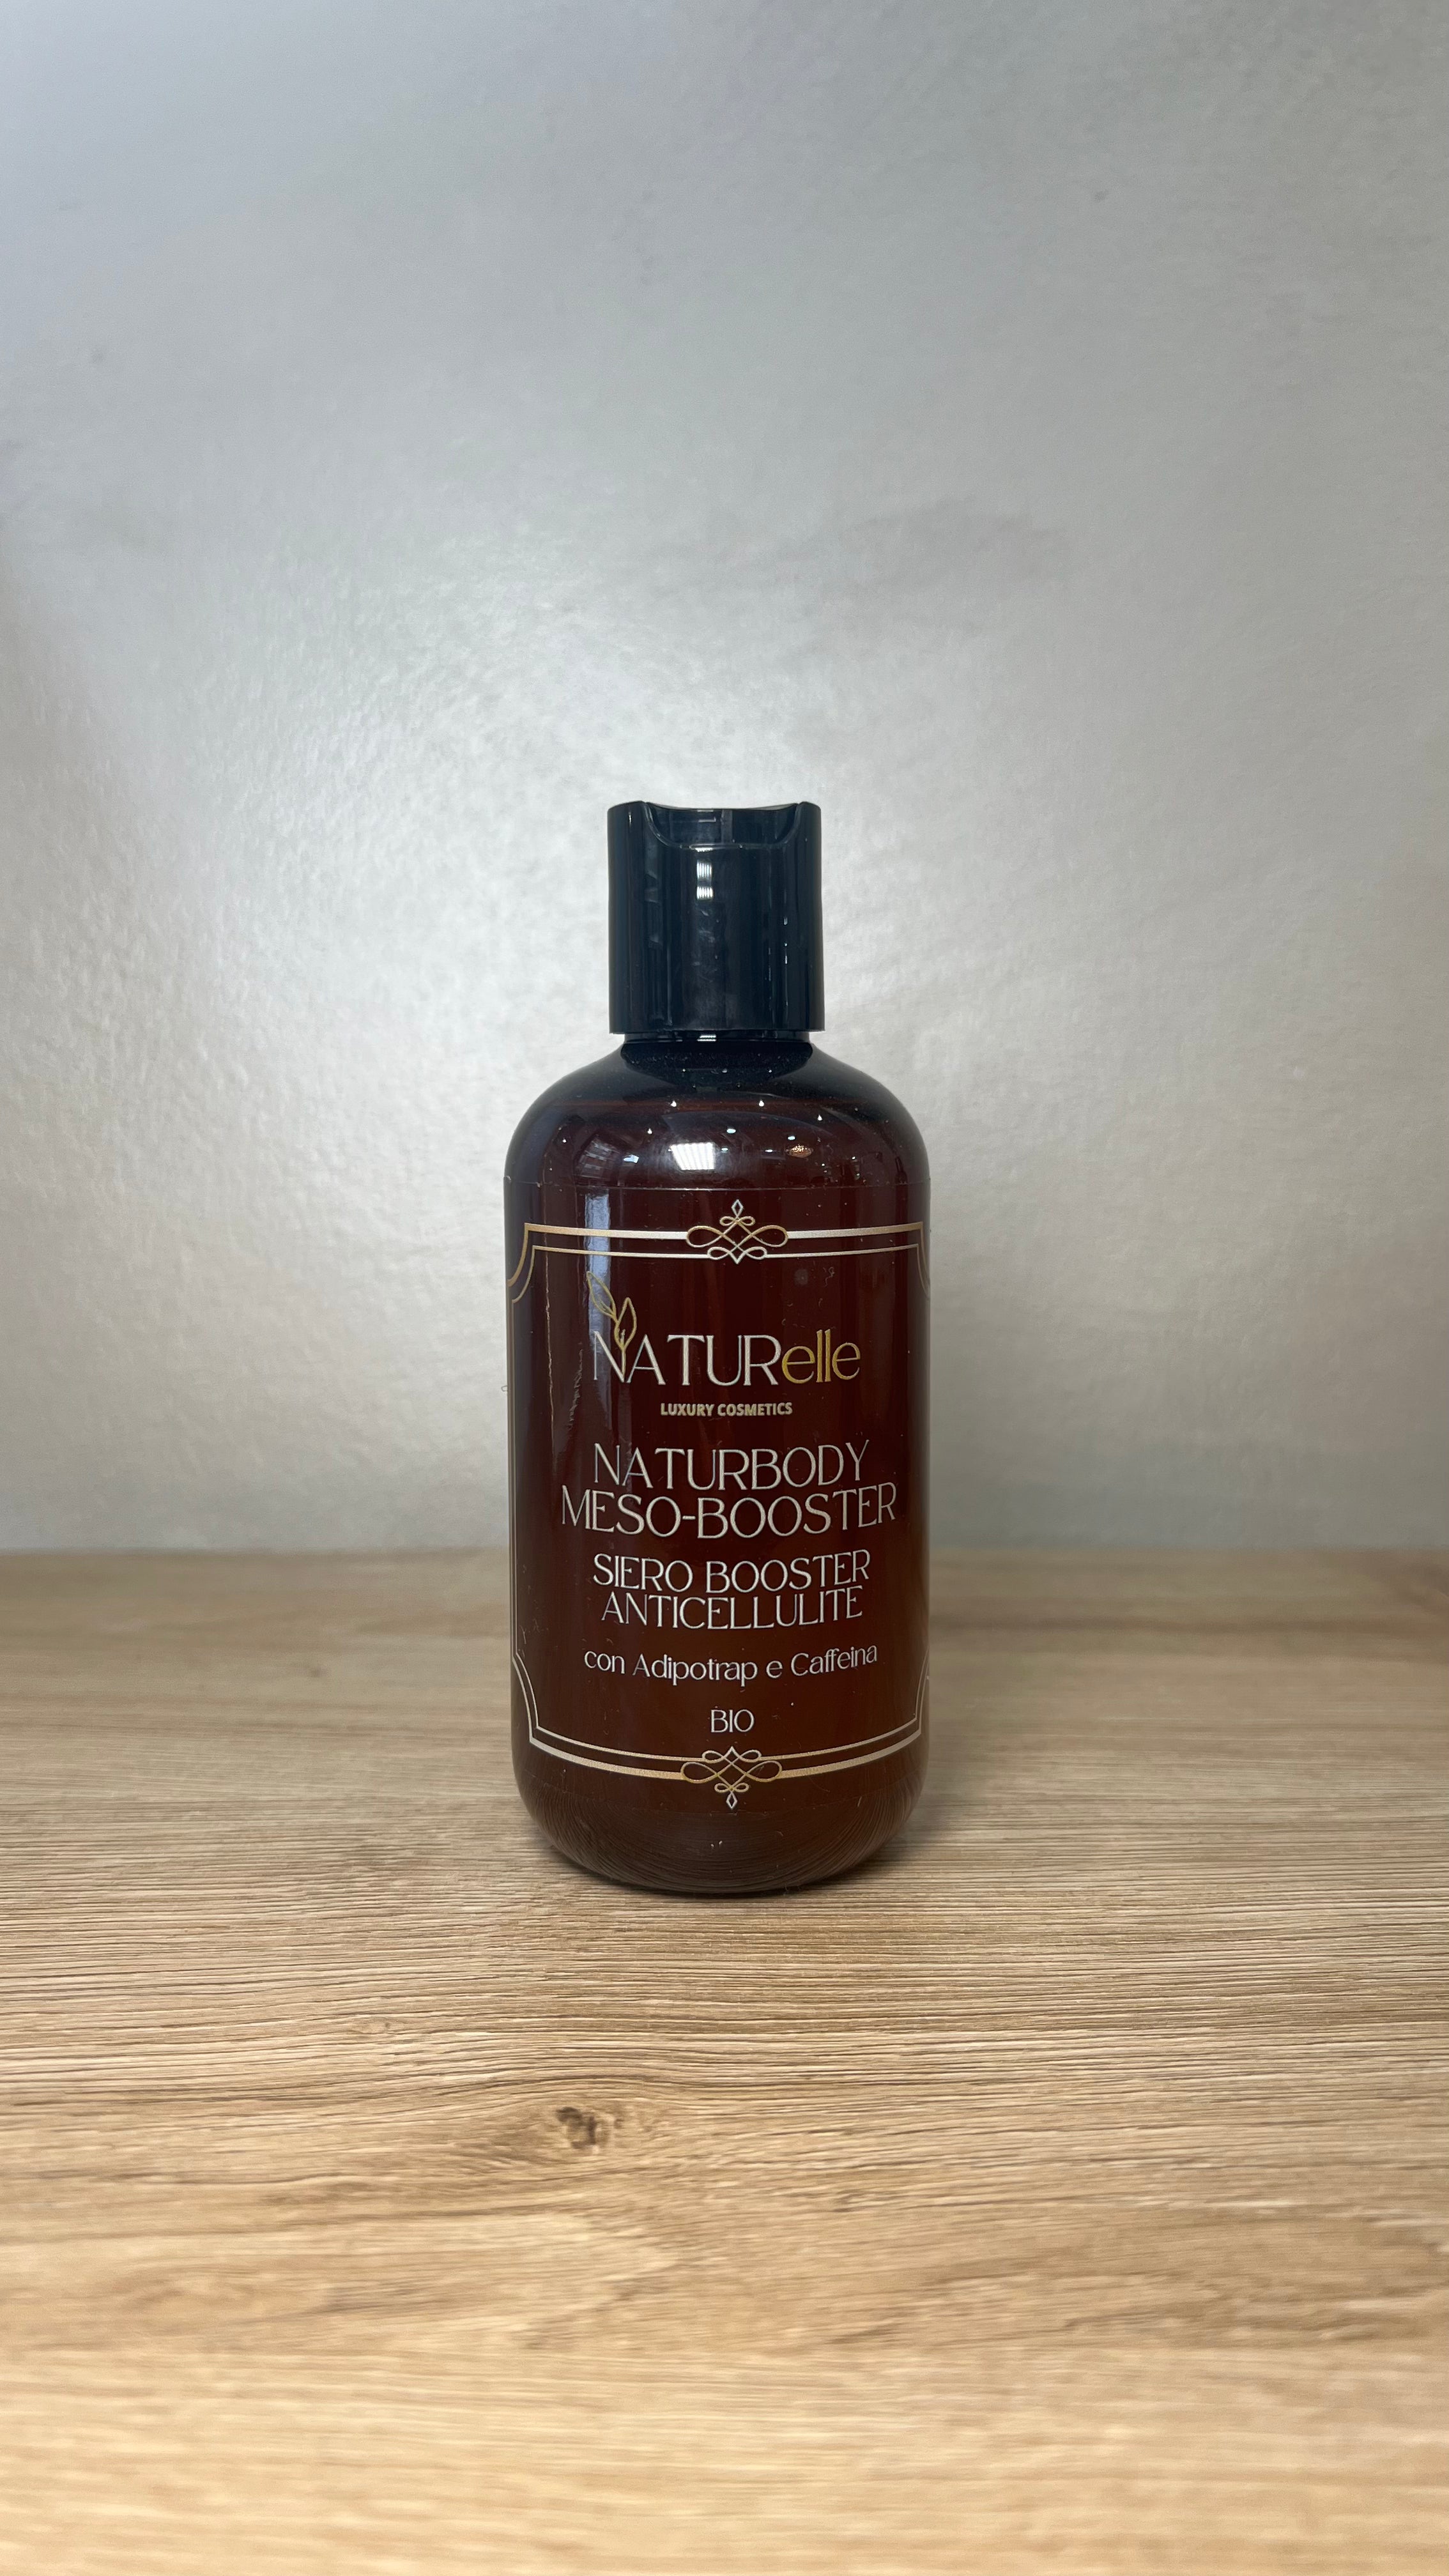 NATURelle
LUXURY COSMETICS
NATURBODY
MESO-BOOSTER
SIERO BOOSTER
ANTICELLULITE
con Adipotrap e Caffeina
BIO